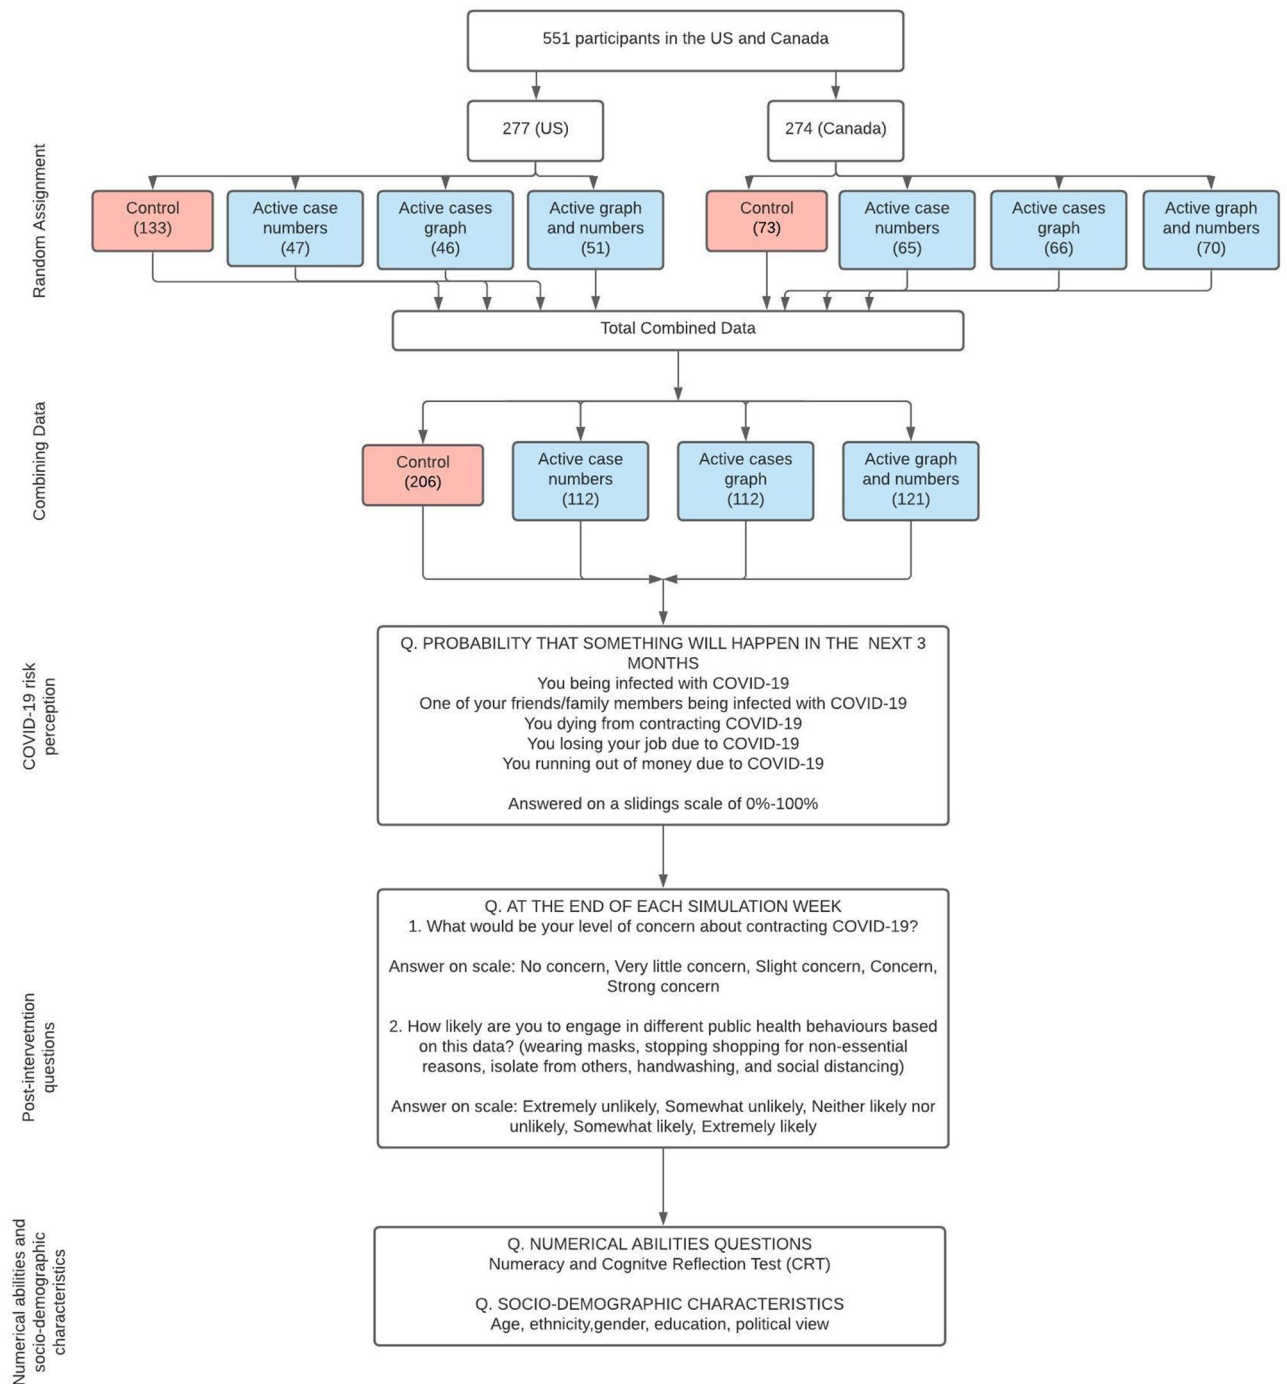 551 participants in the US and Canada
277 (US)
274 (Canada)
Random Assignment
Control
(133)
Active case
numbers
(47)
Active cases
graph
(46)
Active graph
and numbers
(51)
Control
(73)
Active case
numbers
(65)
Active cases
graph
(66)
Active graph
and numbers
(70)
Total Combined Data
Combining Data
Control
(206)
Active case
numbers
(112)
Active cases
graph
(112)
Active graph
and numbers
(121)
COVID-19 risk
perception
Q. PROBABILITY THAT SOMETHING WILL HAPPEN IN THE NEXT 3
MONTHS
You being infected with COVID-19
One of your friends/family members being infected with COVID-19
You dying from contracting COVID-19
You losing your job due to COVID-19
You running out of money due to COVID-19
Answered on a slidings scale of 0%-100%
Post-intervetntion
questions
Q. AT THE END OF EACH SIMULATION WEEK
1. What would be your level of concern about contracting COVID-19?
Answer on scale: No concern, Very little concern, Slight concern, Concern,
Strong concern
2. How likely are you to engage in different public health behaviours based
on this data? (wearing masks, stopping shopping for non-essential
reasons, isolate from others, handwashing, and social distancing)
Answer on scale: Extremely unlikely, Somewhat unlikely, Neither likely nor
unlikely, Somewhat likely, Extremely likely
Numerical abilities and
socio-demographic
characteristics
Q. NUMERICAL ABILITIES QUESTIONS
Numeracy and Cognitve Reflection Test (CRT)
Q. SOCIO-DEMOGRAPHIC CHARACTERISTICS
Age, ethnicity,gender, education, political view